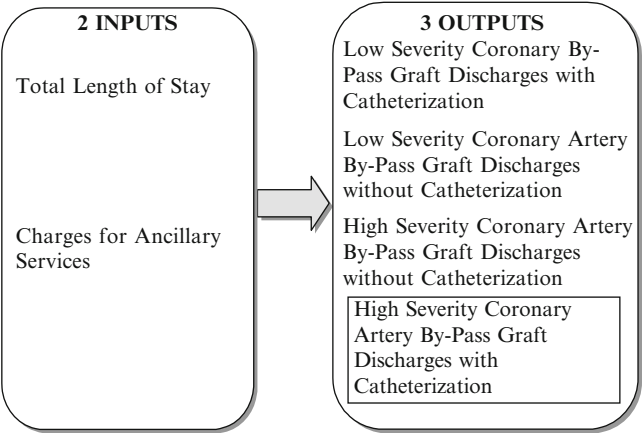 2 INPUTS
Total Length of Stay
Charges for Ancillary
Services
3 OUTPUTS
Low Severity Coronary By-
Pass Graft Discharges with
Catheterization
Low Severity Coronary Artery
By-Pass Graft Discharges
without Catheterization
High Severity Coronary Artery
By-Pass Graft Discharges
without Catheterization
High Severity Coronary
Artery By-Pass Graft
Discharges with
Catheterization